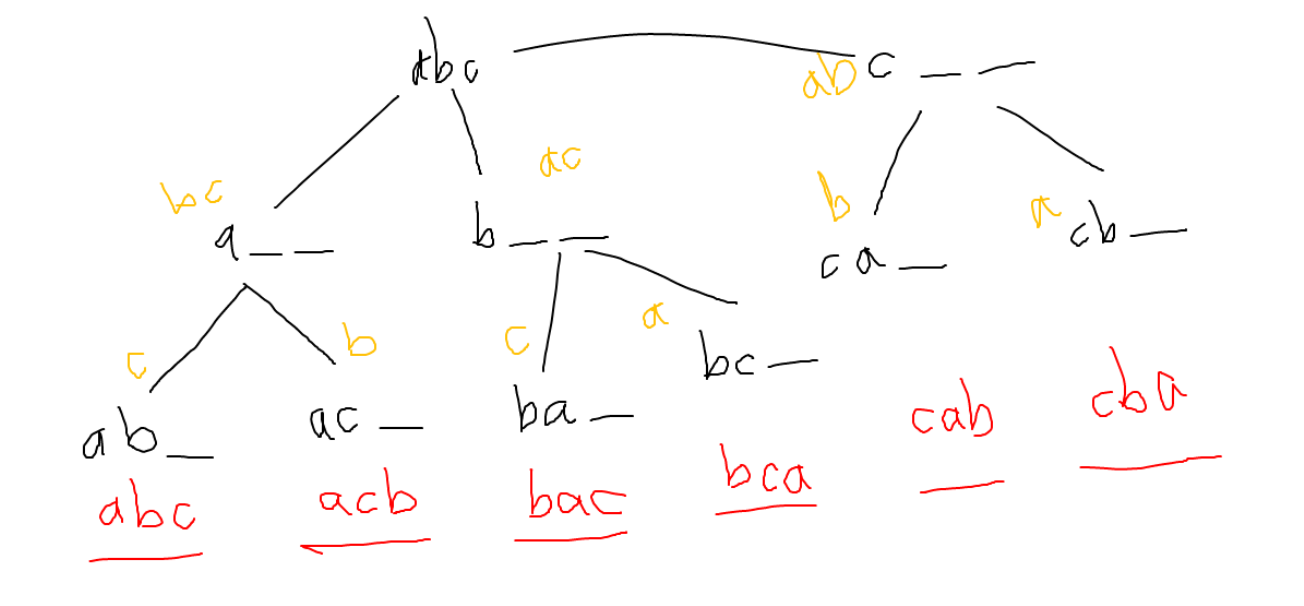 abc
ab c _ _
ac
bc
b
a
a _ _
b _ _
ca _
cb _
c
b
c
a
bc _
ab _
ac _
ba _
cab
cba
abc
acb
bac
bca